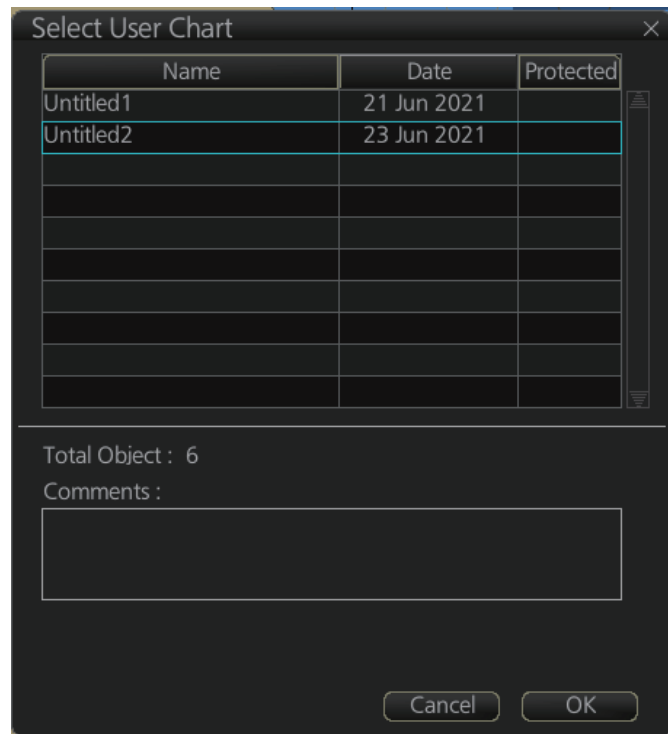 Select User Chart
Name Date Protected
Untitled1 21 Jun 2021
Untitled2 23 Jun 2021
Total Object : 6
Comments :
Cancel OK